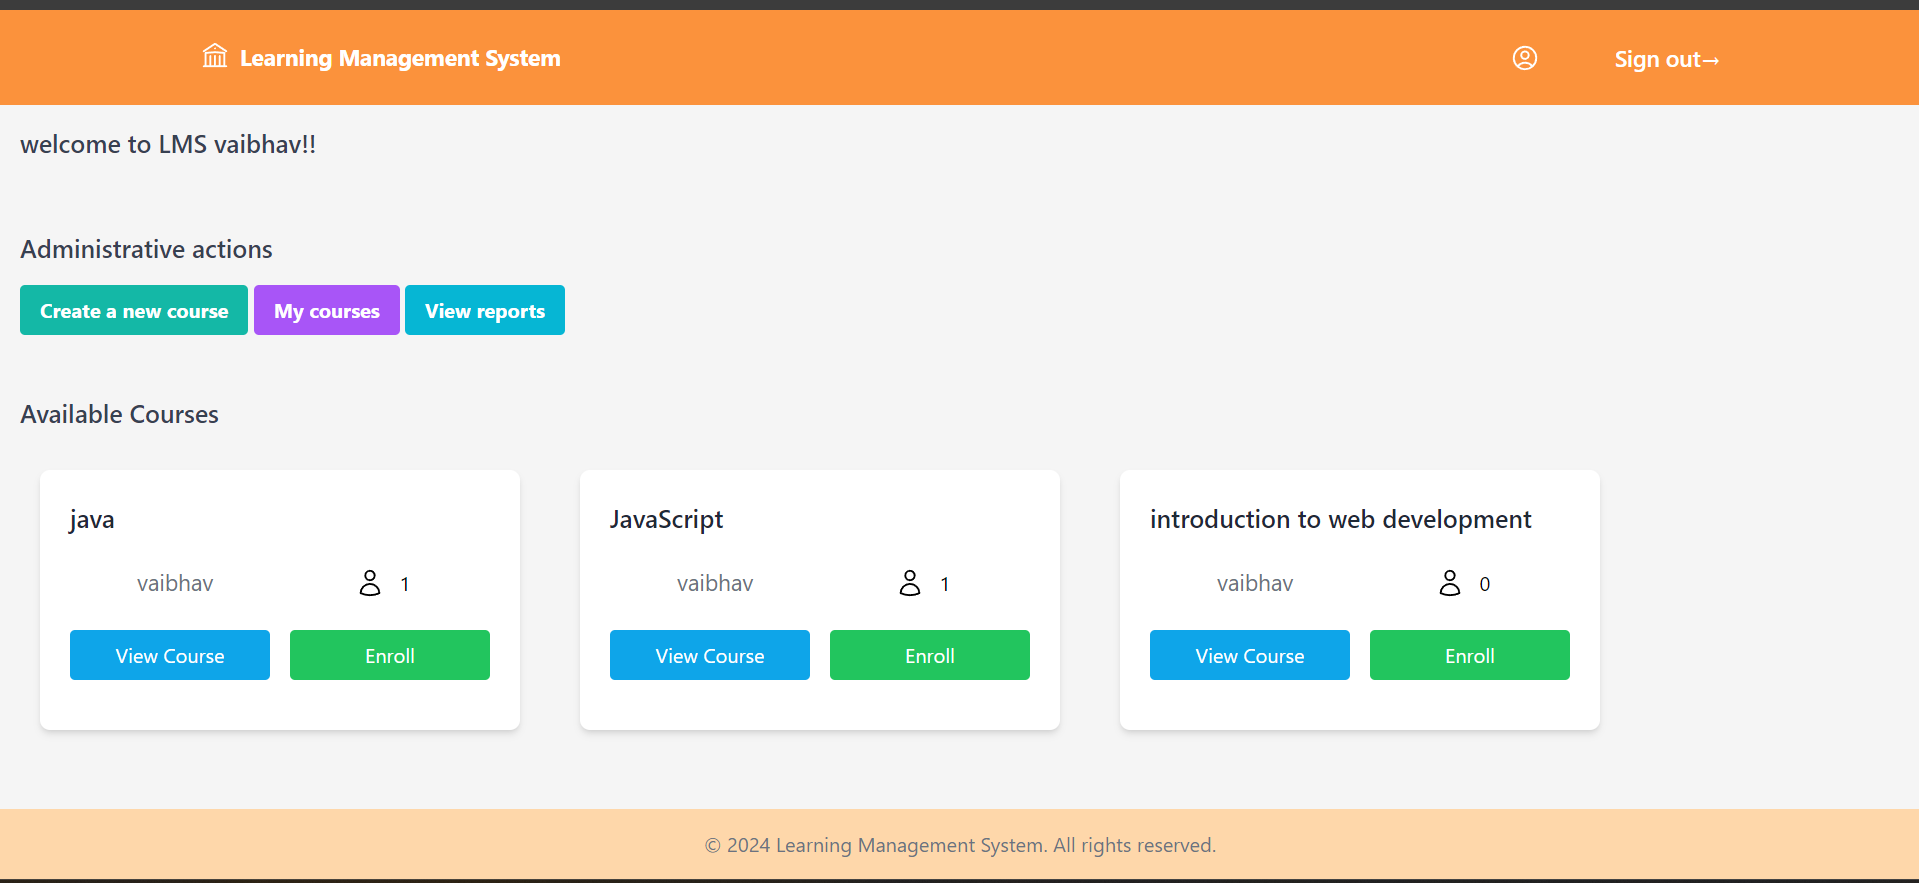 Learning Management System Sign out→
welcome to LMS vaibhav!!
Administrative actions
Create a new course My courses View reports
Available Courses
java JavaScript introduction to web development
vaibhav 1 vaibhav 1 vaibhav 0
View Course Enroll View Course Enroll View Course Enroll
© 2024 Learning Management System. All rights reserved.